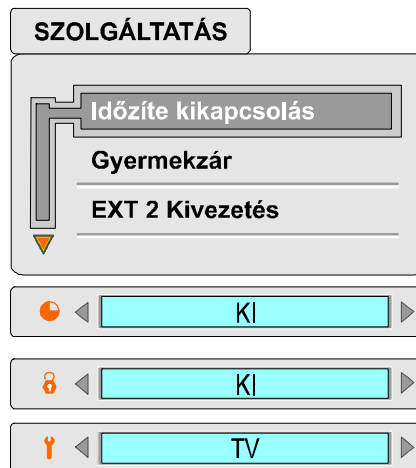 SZOLGÁLTATÁS
Időzíte kikapcsolás
Gyermekzár
EXT 2 Kivezetés
KI
KI
TV